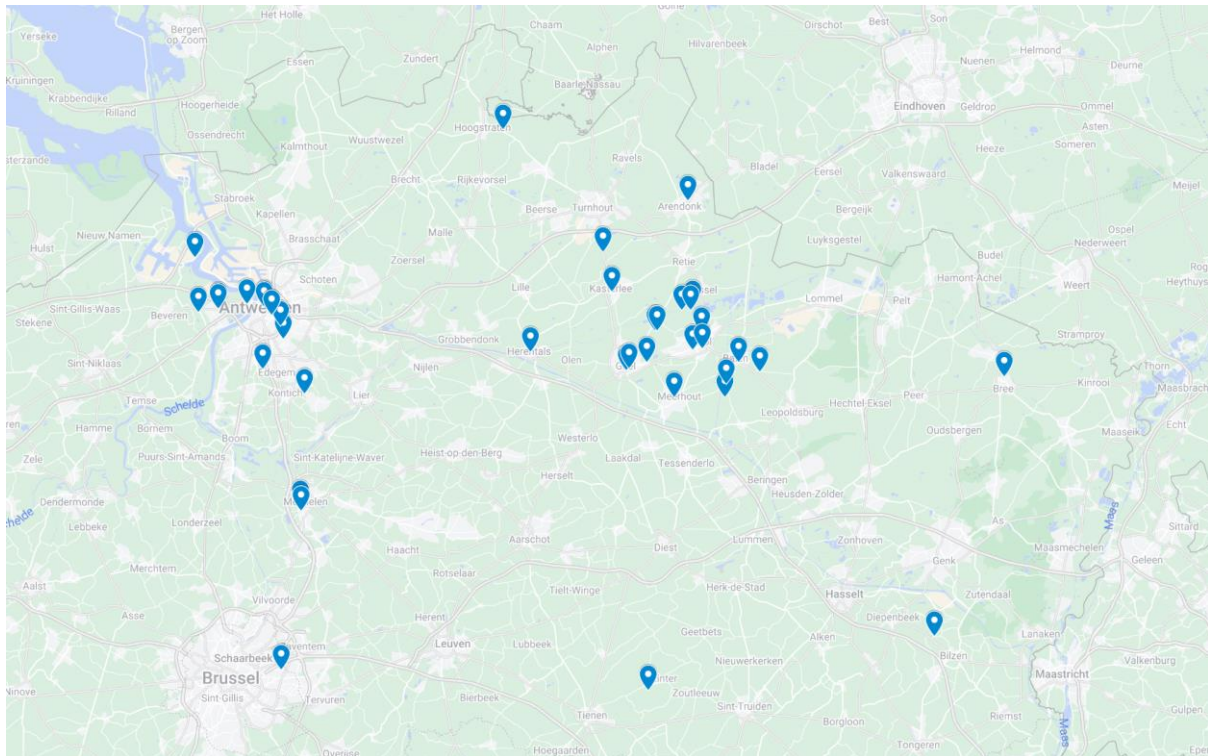 Het Holle
Goirle
Yerseke
Bergen
op Zoom
Chaam
Oirschot
Best
Son
Zundert
Alphen
Hilvarenbeek
Helmond
Essen
Nuenen
Deurne
Kruiningen
Baarle-Nassau
Krabbendijke
Hoogerheide
Rilland
Eindhoven
Geldrop
Ommel
Hoogstraten
Asten
Ossendrecht
Kalmthout
Wuustwezel
Heeze
Someren
Ravels
Bladel
Eersel
Valkenswaard
Brecht
Rijkevorsel
Meijel
Stabroek
Kapellen
Beerse
Turnhout
Arendonk
Bergeijk
Nieuw Namen
Malle
Ospel
Hulst
Brasschaat
Luyksgestel
Nederweert
Zoersel
Budel
Retie
Hamont-Achel
Schoten
Lille
Kasterlee
Weert
Heythuysen
Sint-Gillis-Waas
Lommel
Pelt
Beveren
Antwerpen
Stekene
Stramproy
Grobbendonk
Herentals
Olen
Thorn
Sint-Niklaas
Nijlen
Bree
Kinrooi
Maasbracht
Edegem
Kontich
Lier
Meerhout
Hechtel-Eksel
Peer
Temse
Schelde
Leopoldsburg
Hamme
Bornem
Oudsbergen
Maaseik
Echt
Boom
Westerlo
Zele
Puurs-Sint-Amands
Sint-Katelijne-Waver
Heist-op-den-Berg
Laakdal
Tessenderlo
Herselt
Beringen
Dendermonde
Heusden-Zolder
Maas
Lebbeke
Londerzeel
As
Sittard
Aarschot
Lummen
Zonhoven
Haacht
Diest
Maasmechelen
Geleen
Genk
Merchtem
Rotselaar
Aalst
Tielt-Winge
Herk-de-Stad
Hasselt
Zutendaal
Vilvoorde
Asse
Herent
Diepenbeek
Geetbets
Lanaken
Leuven
Lubbeek
Alken
Schaarbeek
Bilzen
Nieuwerkerken
Valkenburg
Brussel
Maastricht
Ninove
Sint-Gillis
Tervuren
Bierbeek
Zoutleeuw
Sint-Truiden
Gulpen
Tienen
Borgloon
Riemst
Maas
Overijse
Hoegaarden
Tongeren